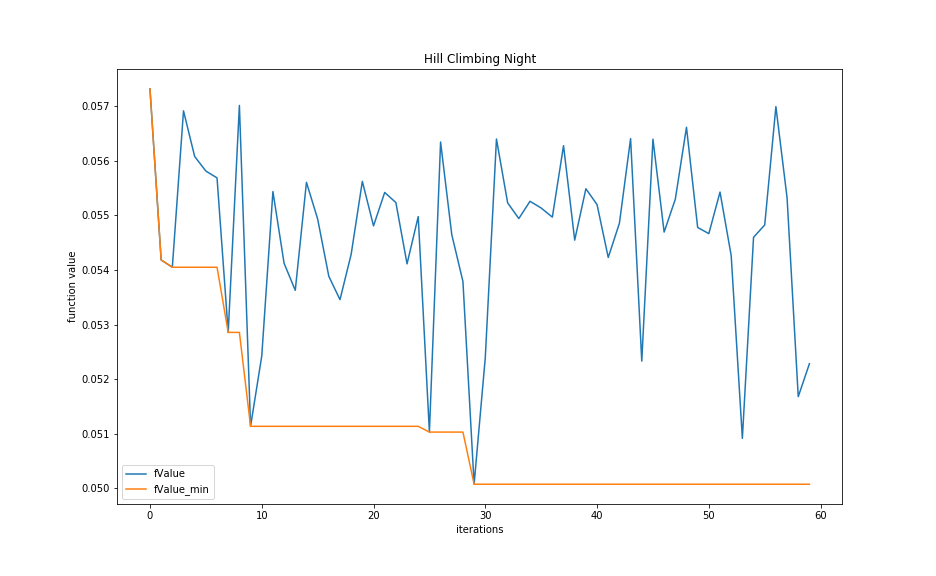 Hill Climbing Night
function value
0.057
0.056
0.055
0.054
0.053
0.052
0.051
0.050
fValue
fValue_min
0 10 20 30 40 50 60
iterations